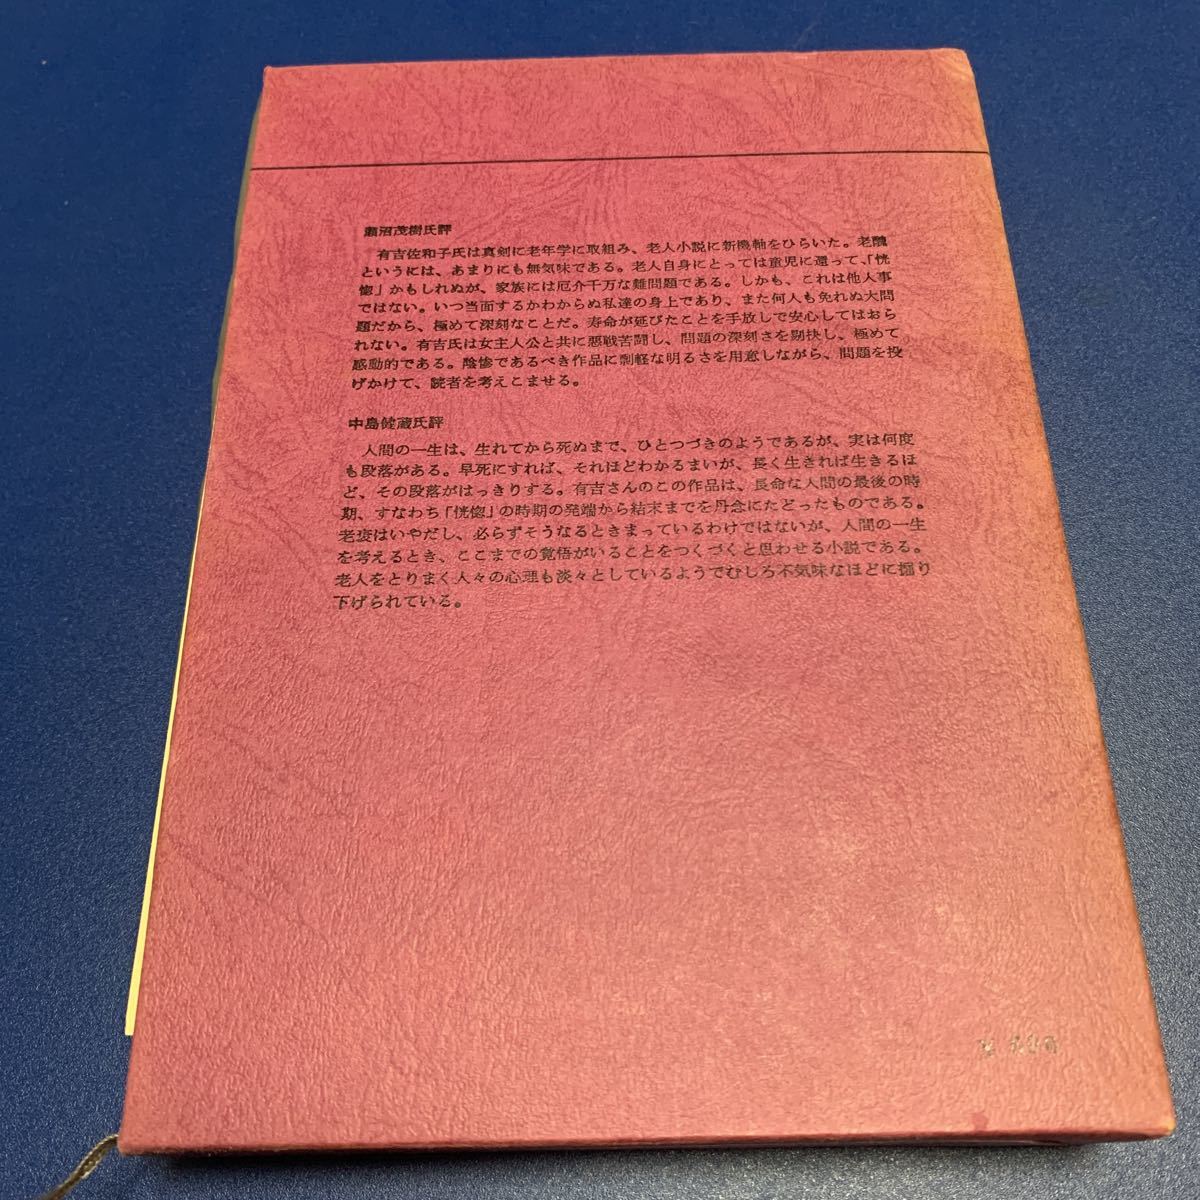 瀬沼茂樹氏評
有吉佐和子氏は真剣に老年学に取組み、老人小説に新機軸をひらいた。老醜
というには、あまりにも無気味である。老人自身にとっては童児に還って、「恍
惚」かもしれぬが、家族には厄介千万な難問題である。しかも、これは他人事
ではない。いつ当面するかわからぬ私達の身上であり、また何人も免れぬ大問
題だから、極めて深刻なことだ。寿命が延びたことを手放しで安心してはおら
れない。有吉氏は女主人公と共に悪戦苦闘し、問題の深刻さを剔抉し、極めて
感動的である。陰惨であるべき作品に剽軽な明るさを用意しながら、問題を投
げかけて、読者を考えこませる。
中島健蔵氏評
人間の一生は、生れてから死ぬまで、ひとつづきのようであるが、実は何度
も段落がある。早死にすれば、それほどわかるまいが、長く生きれば生きるほ
ど、その段落がはっきりする。有吉さんのこの作品は、長命な人間の最後の時
期、すなわち「恍惚」の時期の発端から結末までを丹念にたどったものである。
老衰はいやだし、必らずそうなるときまっているわけではないが、人間の一生
を考えるとき、ここまでの覚悟がいることをつくづくと思わせる小説である。
老人をとりまく人々の心理も淡々としているようでむしろ不気味なほどに掘り
下げられている。